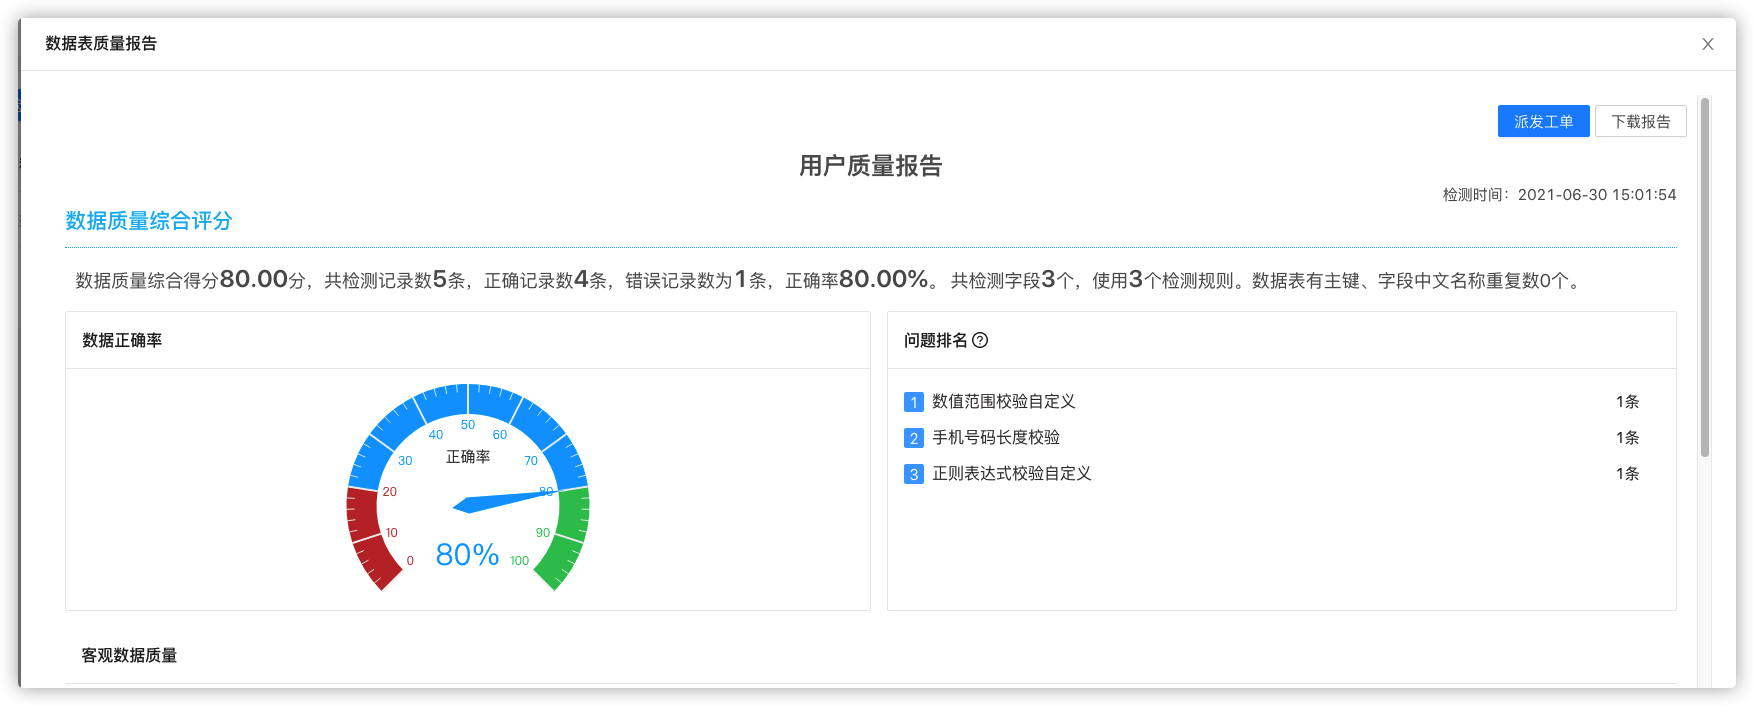 数据表质量报告
派发工单 下载报告
用户质量报告
检测时间：2021-06-30 15:01:54
数据质量综合评分
数据质量综合得分80.00分，共检测记录数5条，正确记录数4条，错误记录数为1条，正确率80.00%。 共检测字段3个，使用3个检测规则。数据表有主键、字段中文名称重复数0个。
数据正确率
0
10
20
30
40
50
60
70
80
90
100
正确率
80%
问题排名
1 数值范围校验自定义 1条
2 手机号码长度校验 1条
3 正则表达式校验自定义 1条
客观数据质量